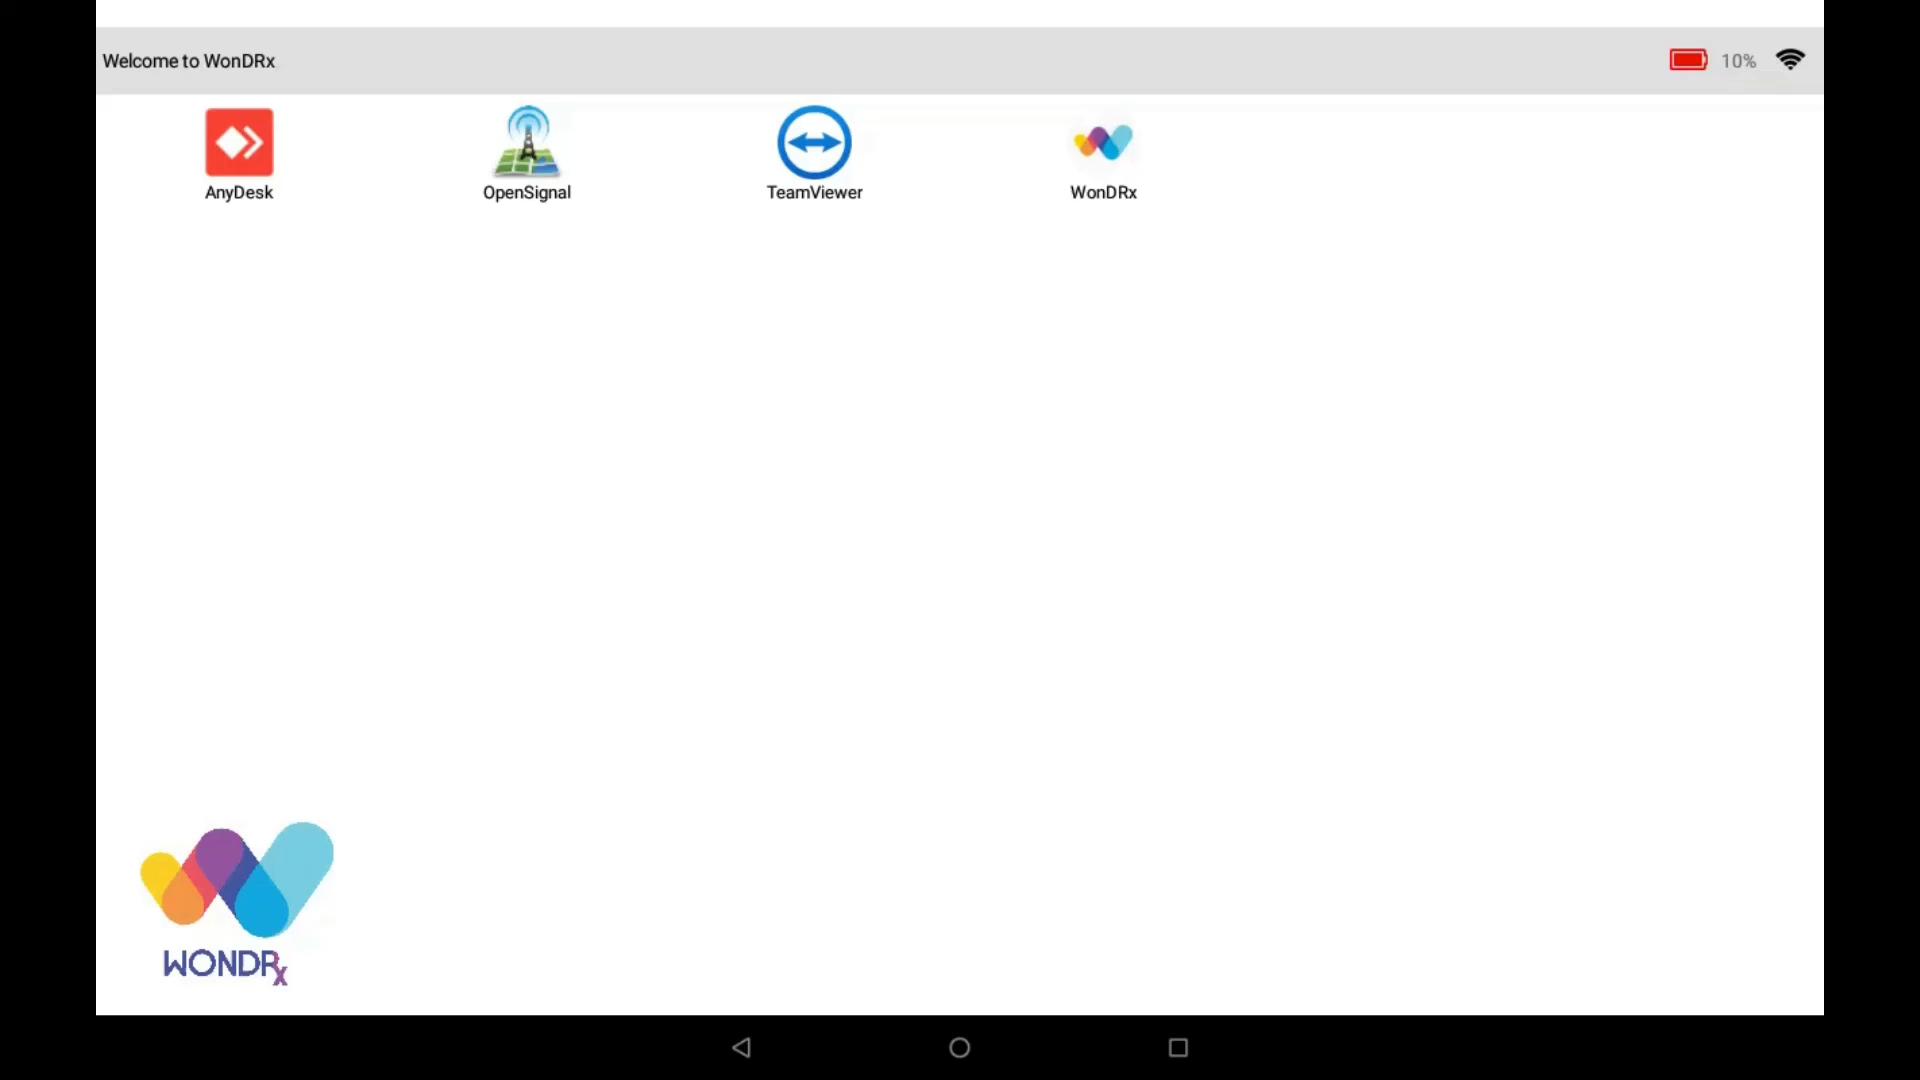 Welcome to WonDRx
10%
AnyDesk
OpenSignal
TeamViewer
WonDRx
WONDRx